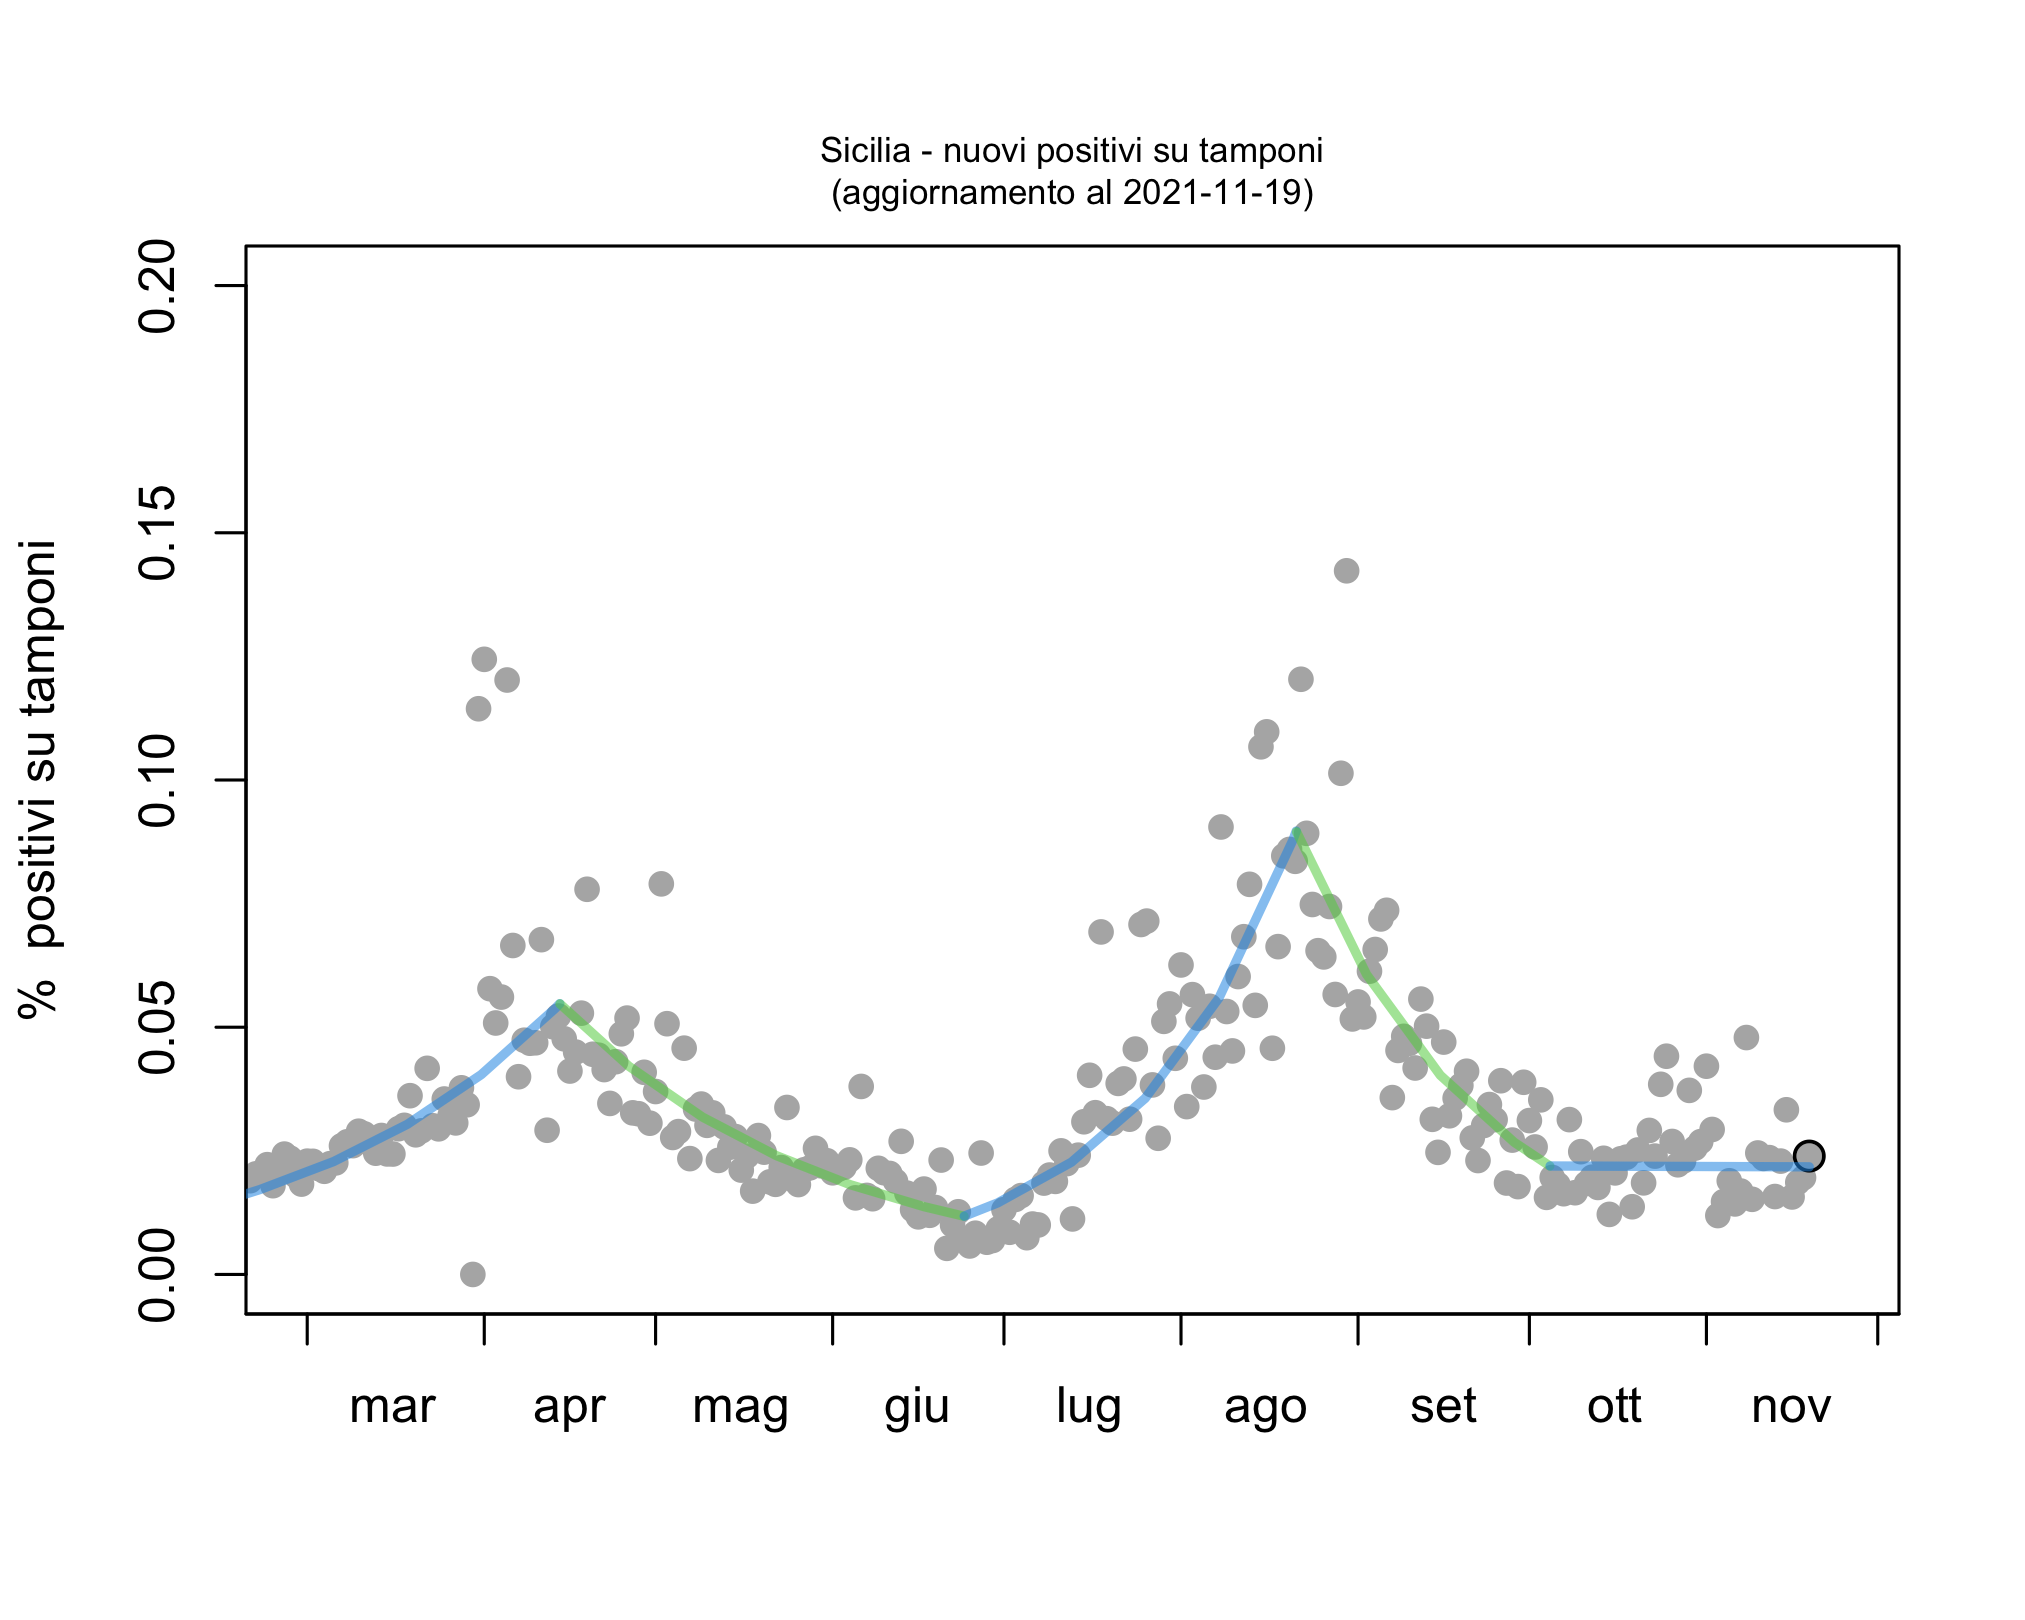 Sicilia - nuovi positivi su tamponi
(aggiornamento al 2021-11-19)
0.20
0.15
0.10
0.05
0.00
% positivi su tamponi
mar apr mag giu lug ago set ott nov